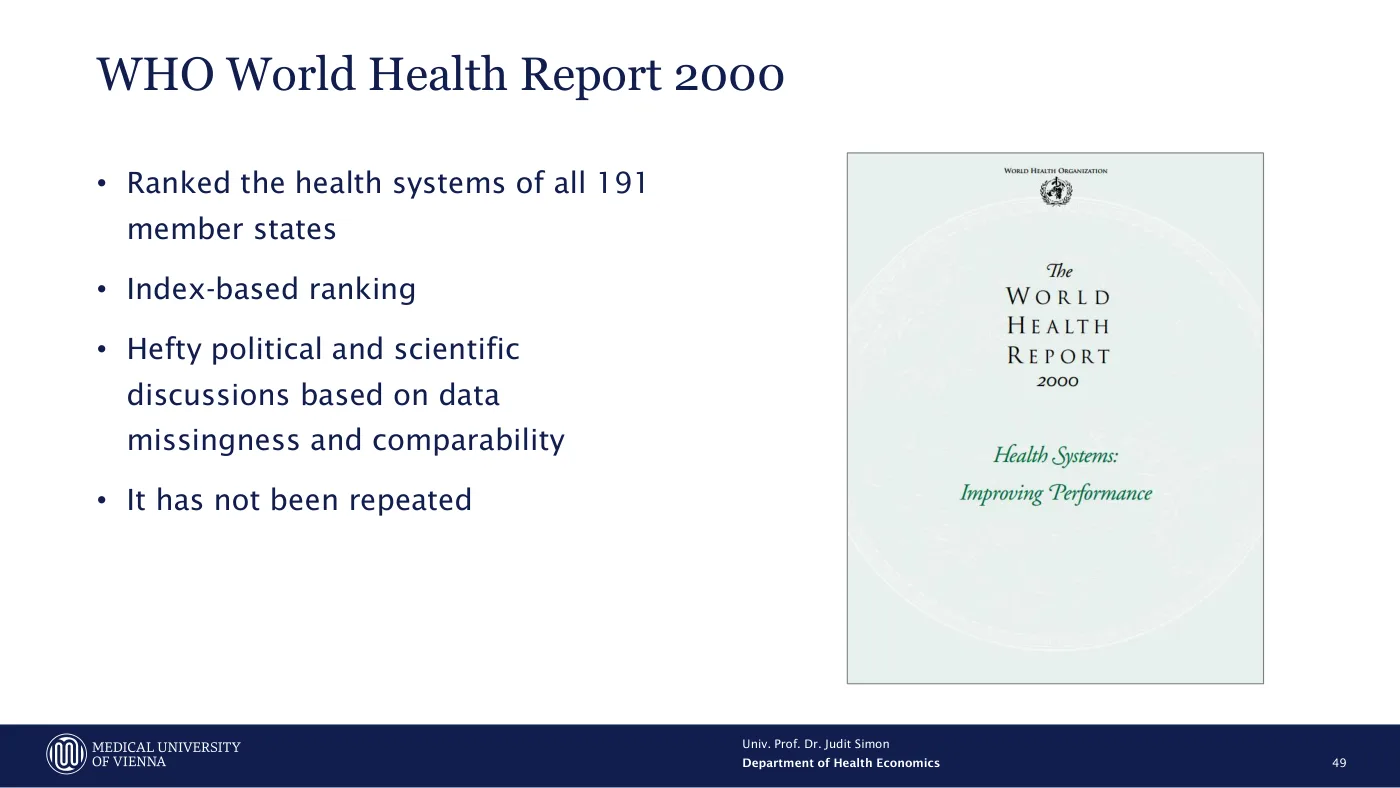 WHO World Health Report 2000
• Ranked the health systems of all 191
member states
• Index-based ranking
• Hefty political and scientific
discussions based on data
missingness and comparability
• It has not been repeated
WORLD HEALTH ORGANIZATION
The
WORLD
HEALTH
REPORT
2000
Health Systems:
Improving Performance
MEDICAL UNIVERSITY
OF VIENNA
Univ. Prof. Dr. Judit Simon
Department of Health Economics
49